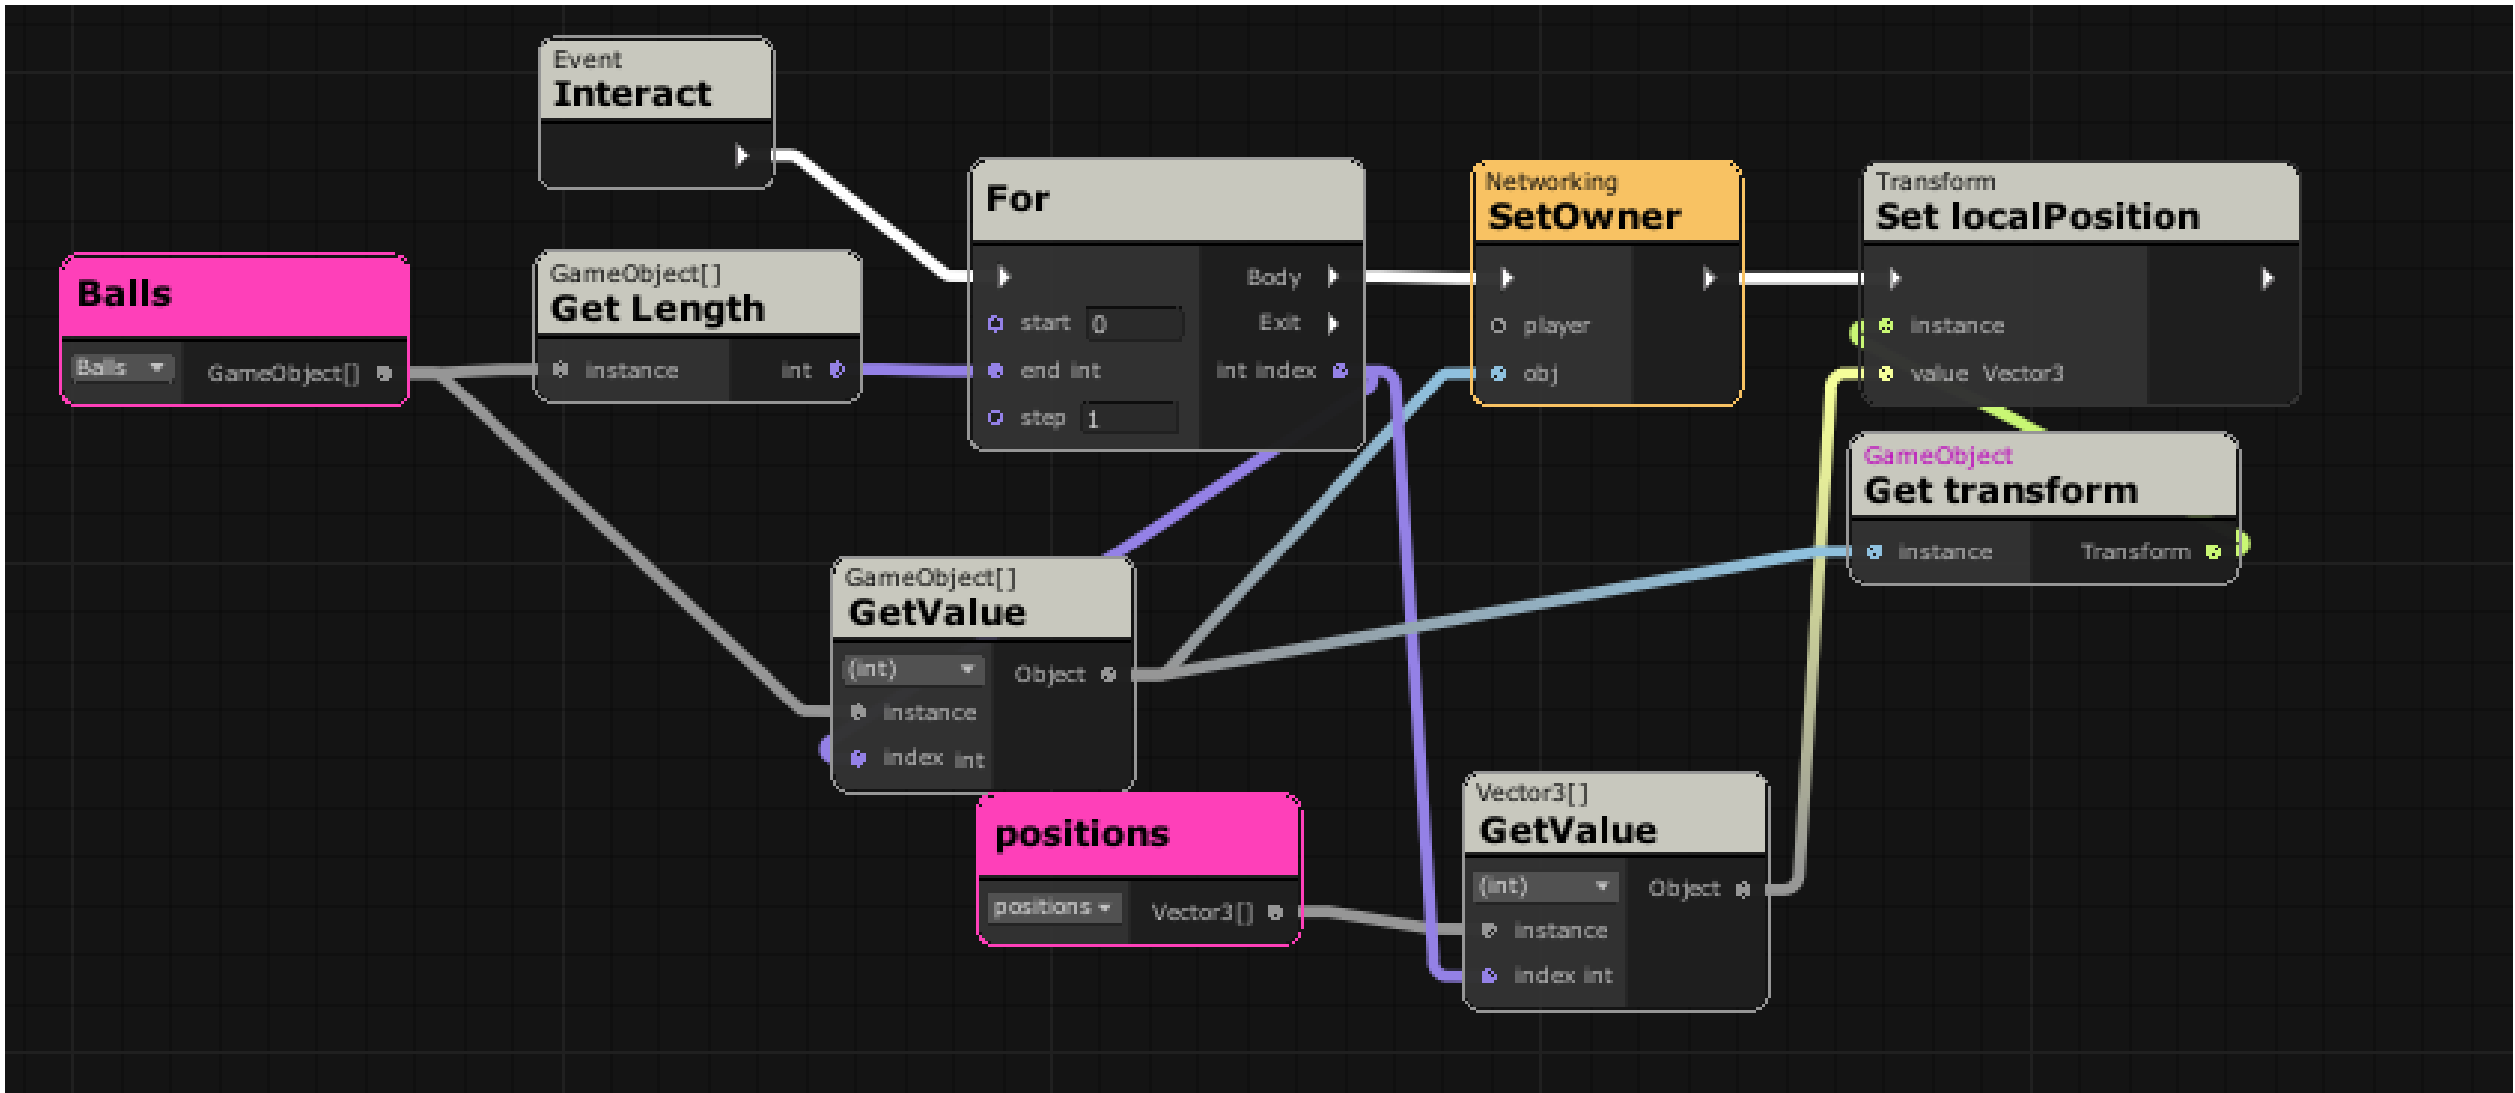 Event
Interact
Balls
Balls
GameObject[]
GameObject[]
Get Length
instance
int
For
start 0
end int
step 1
Body
Exit
int index
Networking
SetOwner
player
obj
Transform
Set localPosition
instance
value Vector3
GameObject
Get transform
instance
Transform
GameObject[]
GetValue
(int)
Object
instance
index int
positions
positions
Vector3[]
Vector3[]
GetValue
(int)
Object
instance
index int